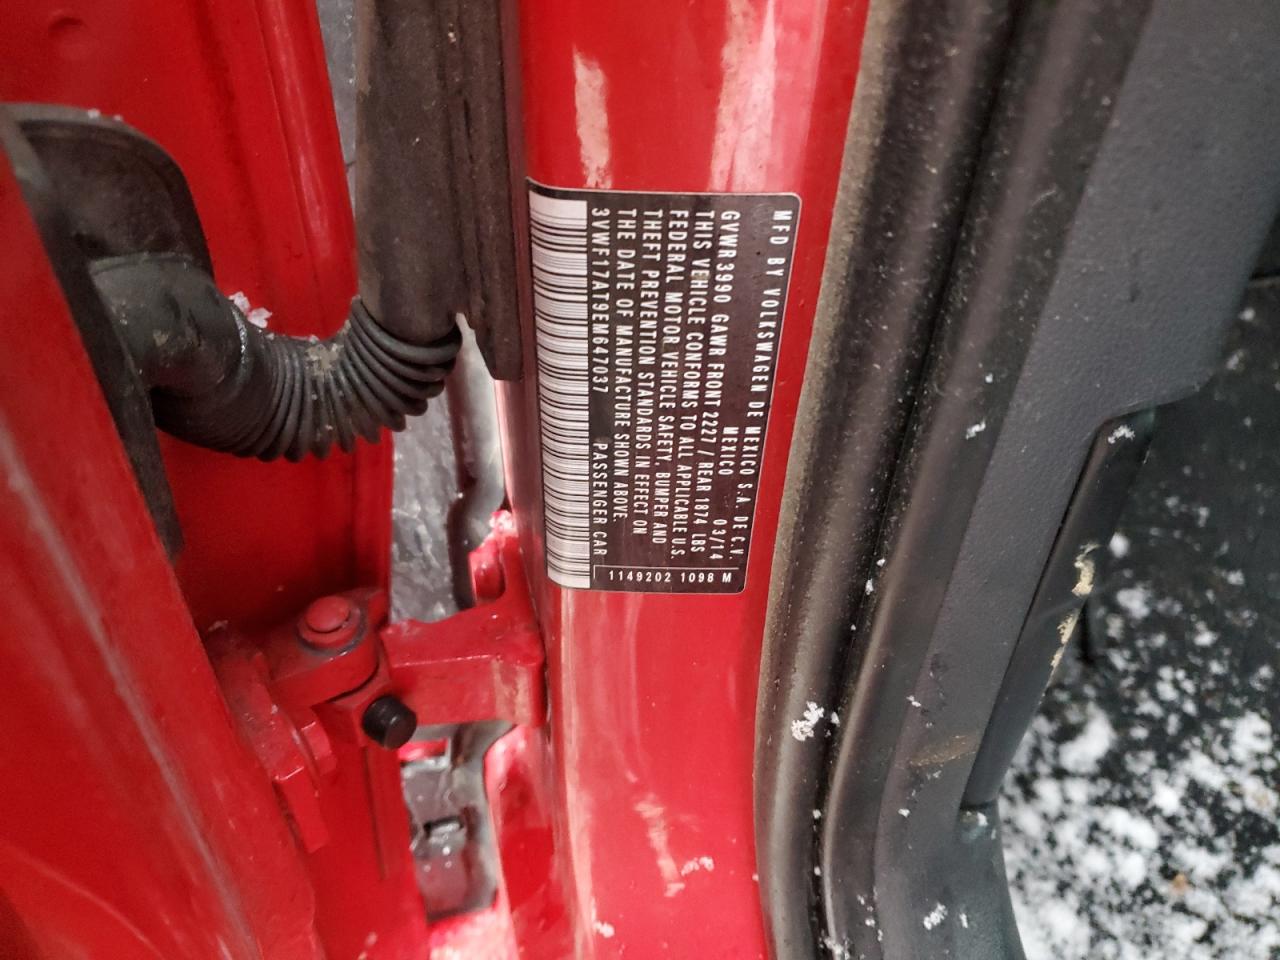 MFD BY VOLKSWAGEN DE MEXICO S.A. DE C.V.
MEXICO 03/14
GVWR3990 GAWR FRONT 2227 / REAR 1874 LBS
THIS VEHICLE CONFORMS TO ALL APPLICABLE U.S.
FEDERAL MOTOR VEHICLE SAFETY, BUMPER AND
THEFT PREVENTION STANDARDS IN EFFECT ON
THE DATE OF MANUFACTURE SHOWN ABOVE.
3VWF17AT9EM647037 PASSENGER CAR
1149202 1098 M